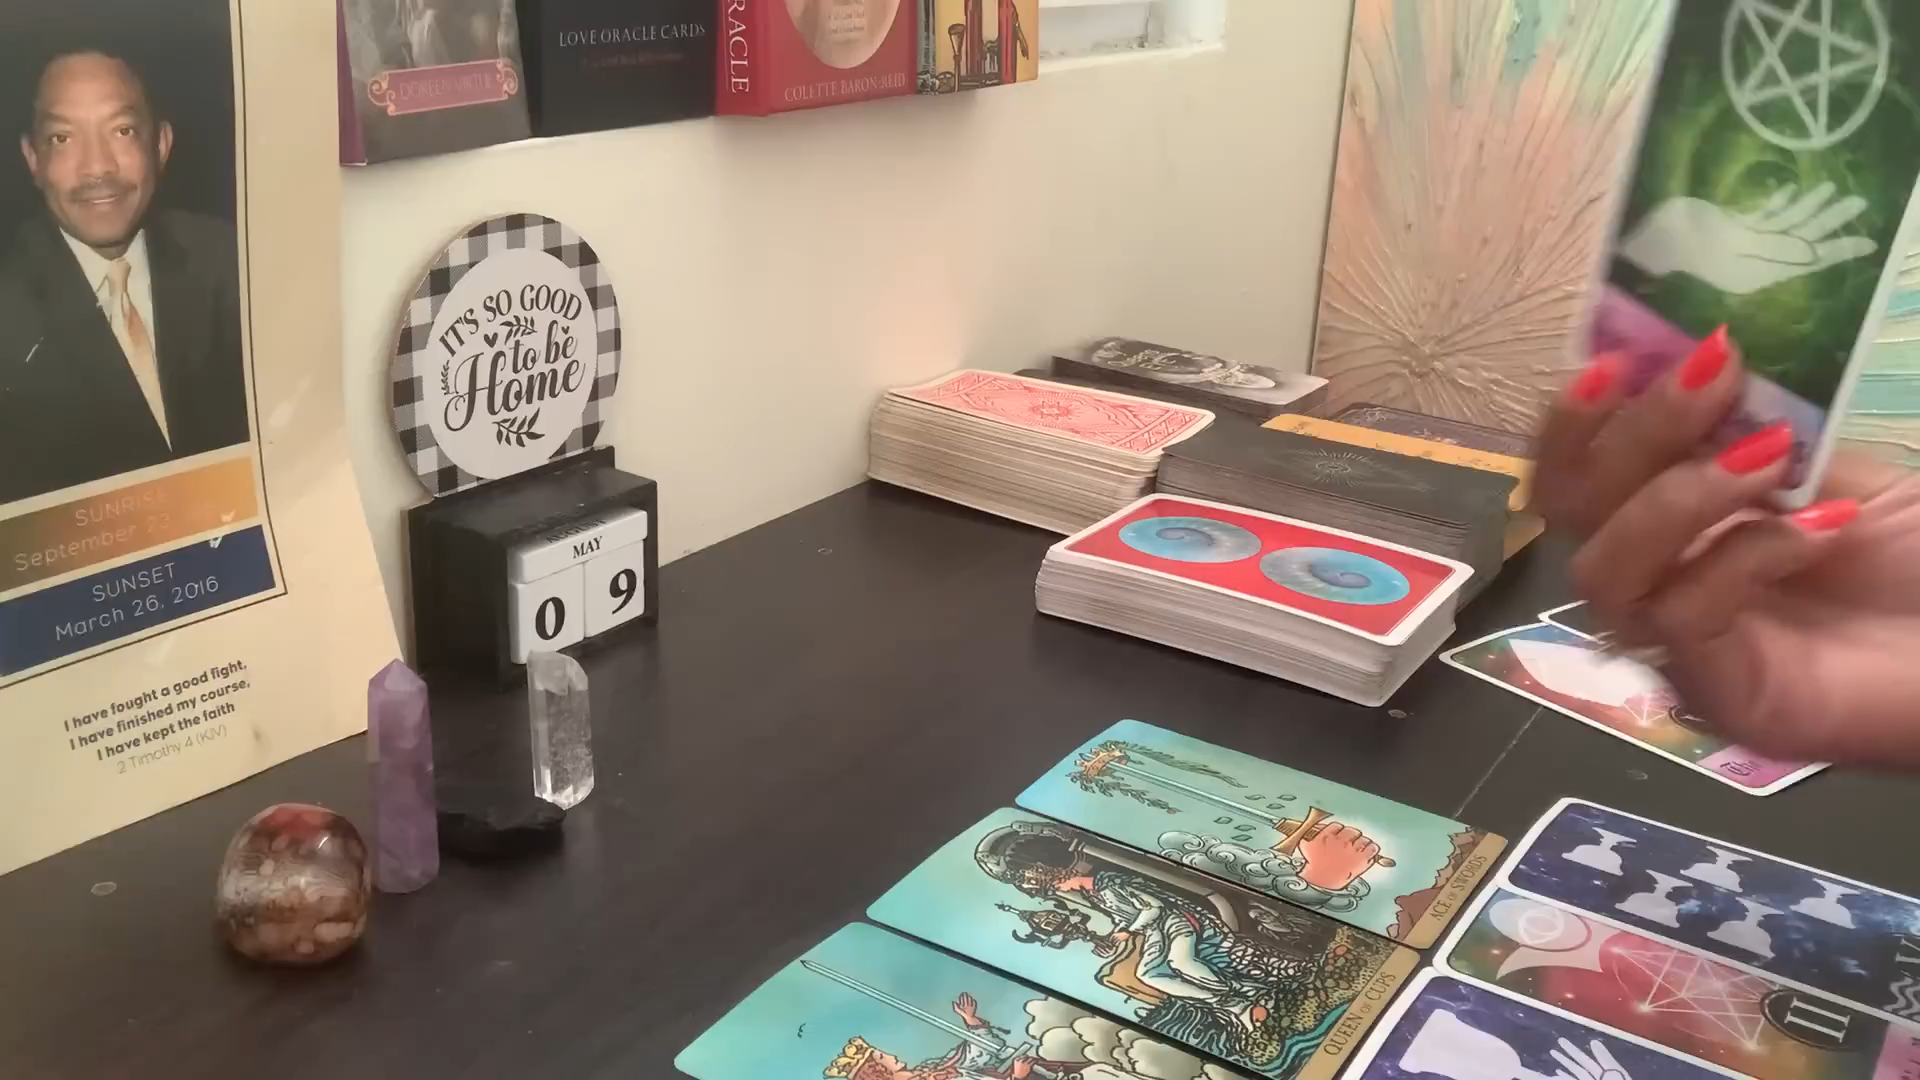 DOREEN VIRTUE
LOVE ORACLE CARDS
ORACLE
COLETTE BARON-REID
IT'S SO GOOD
to be
Home
SUNRISE
September 23
SUNSET
March 26, 2016
I have fought a good fight,
I have finished my course,
I have kept the faith
2 Timothy 4 (KJV)
AUGUST
MAY
0 9
ACE OF SWORDS
QUEEN OF CUPS
II